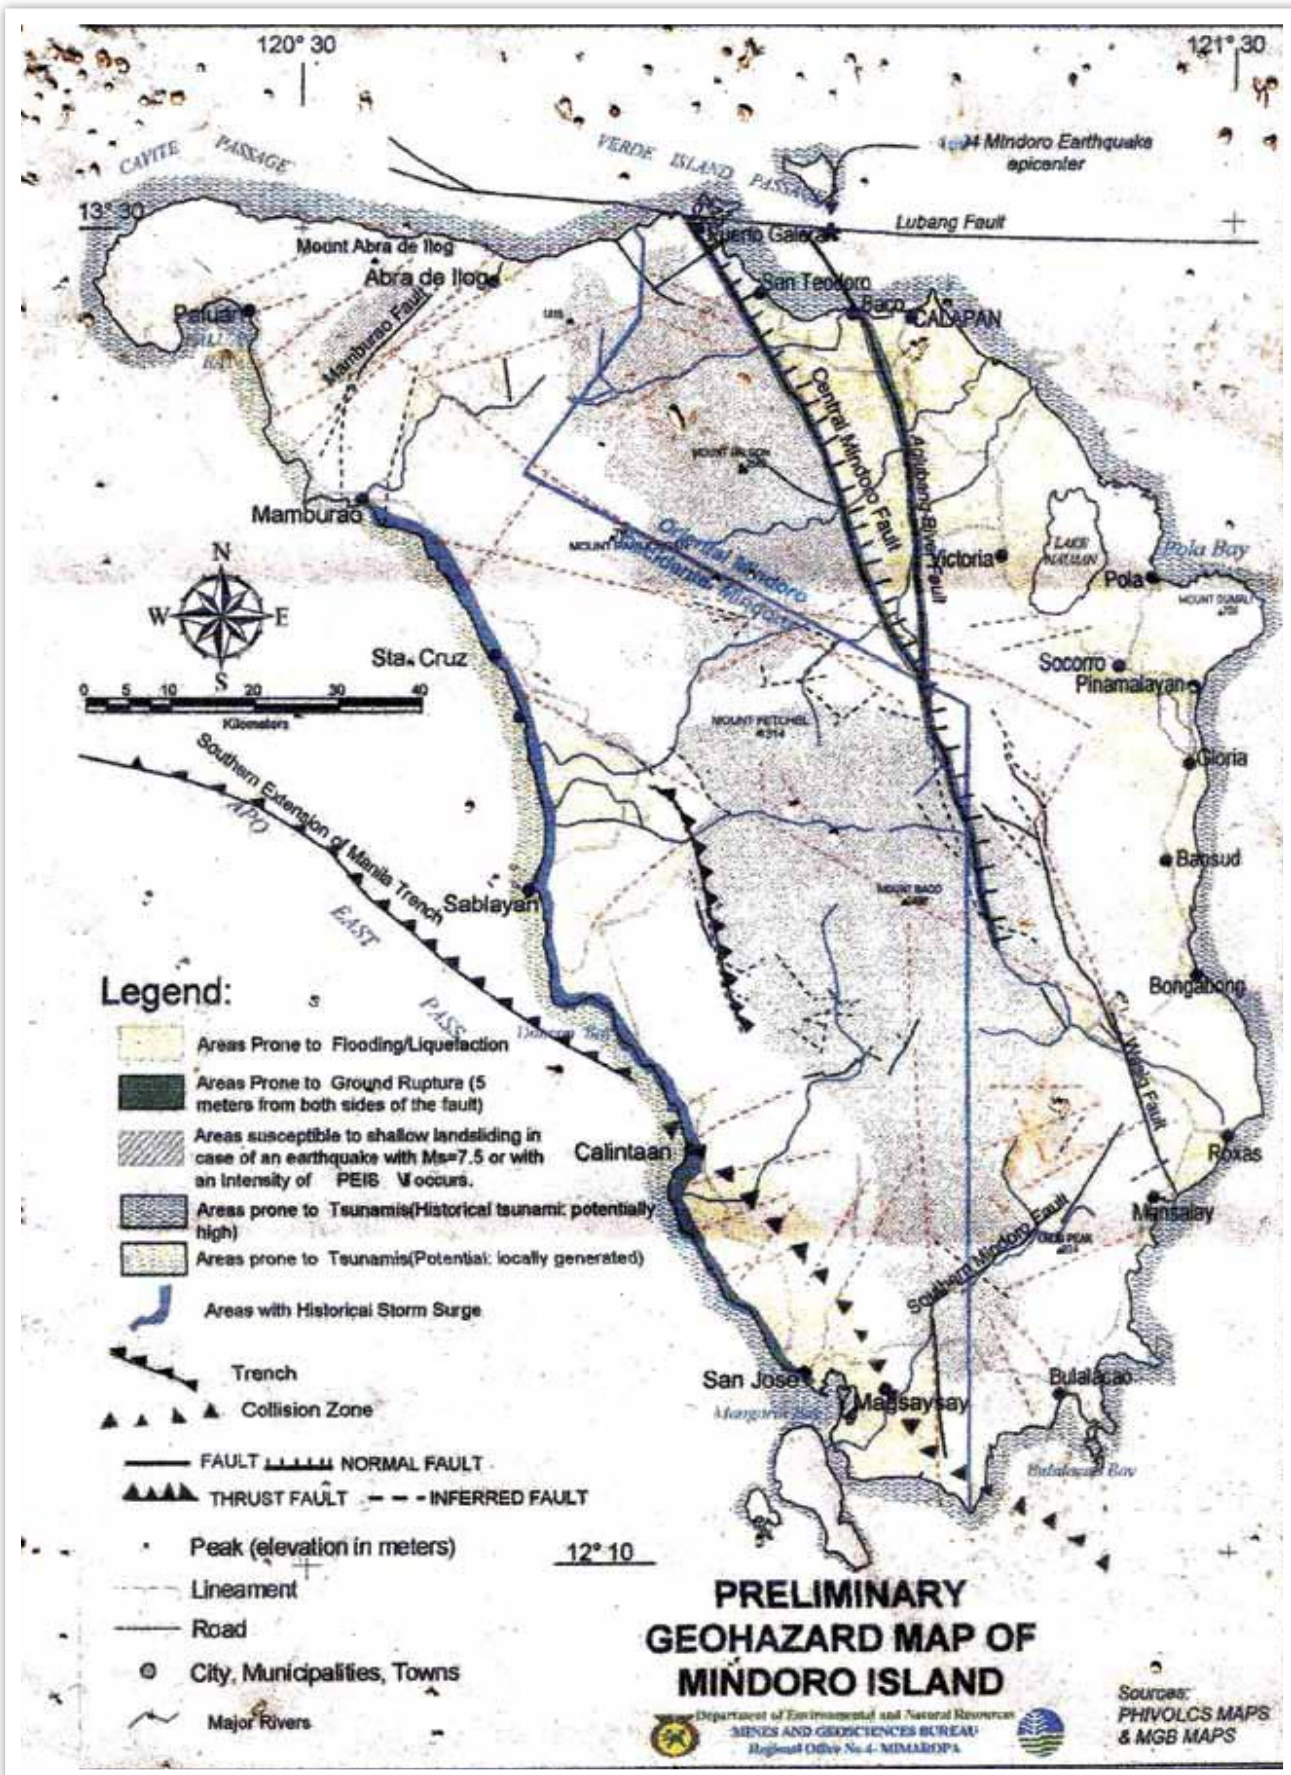 120° 30
121° 30
CAVITE PASSAGE
VERDE ISLAND PASSAGE
Mindoro Earthquake
epicenter
13° 30
Lubang Fault
Mount Abra de Ilog
Puerto Galera
Abra de Ilog
San Teodoro
Baco
CALAPAN
Paluan
Mamburao Fault
Central Mindoro Fault
Mamburao
Oriental Mindoro
Victoria
LAKE
NAUJAN
Pola Bay
Pola
MOUNT DUMALI
N
W E
S
Sta. Cruz
Socorro
Pinamalayan
0 5 10 20 30 40
Kilometers
Gloria
Southern Extension of Manila Trench
APO
EAST
PASS
Bansud
MOUNT BACO
Sablayan
Bongabong
Wasig Fault
Calintaan
Roxas
Mansalay
Southern Mindoro Fault
San Jose
Magsaysay
Bulalacao
Bulalacao Bay
Legend:
Areas Prone to Flooding/Liquefaction
Areas Prone to Ground Rupture (5
meters from both sides of the fault)
Areas susceptible to shallow landsliding in
case of an earthquake with Ms=7.5 or with
an Intensity of PEIS occurs.
Areas prone to Tsunamis(Historical tsunami: potentially
high)
Areas prone to Tsunamis(Potential: locally generated)
Areas with Historical Storm Surge
Trench
Collision Zone
FAULT NORMAL FAULT
THRUST FAULT INFERRED FAULT
Peak (elevation in meters)
Lineament
Road
City, Municipalities, Towns
Major Rivers
12° 10
PRELIMINARY
GEOHAZARD MAP OF
MINDORO ISLAND
Department of Environmental and Natural Resources
MINES AND GEOSCIENCES BUREAU
Regional Office No.4- MIMAROPA
Sources:
PHIVOLCS MAPS
& MGB MAPS